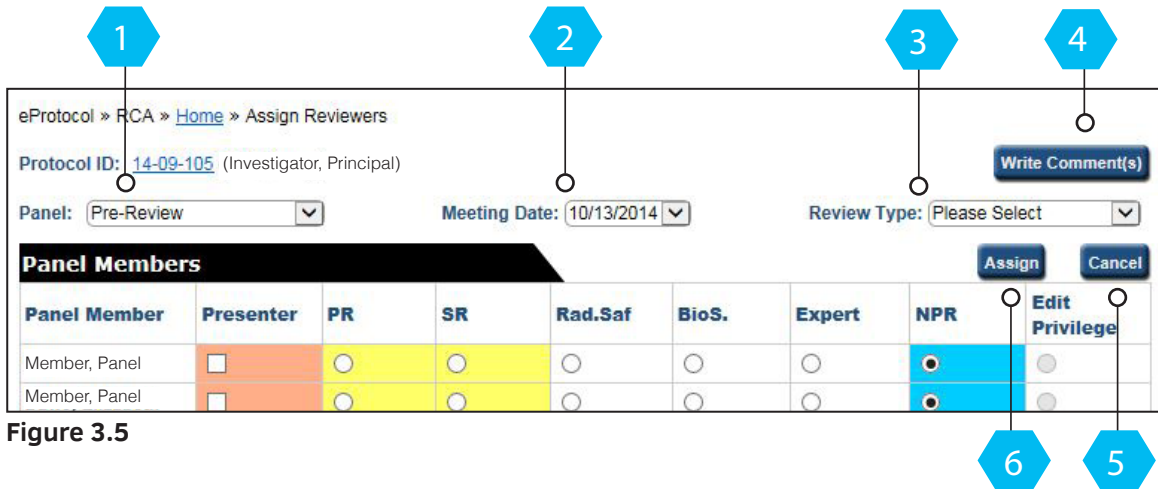 1 2 3 4
eProtocol » RCA » Home » Assign Reviewers
Protocol ID: 14-09-105 (Investigator, Principal)
Write Comment(s)
Panel: Pre-Review Meeting Date: 10/13/2014 Review Type: Please Select
Panel Members Assign Cancel
Panel Member Presenter PR SR Rad.Saf BioS. Expert NPR Edit Privilege
Member, Panel
Member, Panel
Figure 3.5
6 5